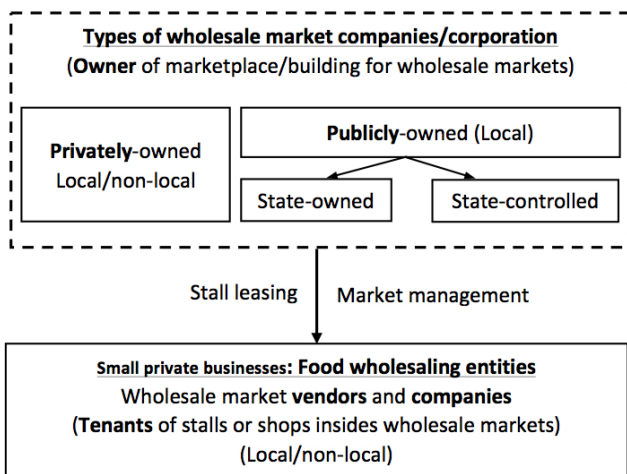 Types of wholesale market companies/corporation
(Owner of marketplace/building for wholesale markets)
Privately-owned
Local/non-local
Publicly-owned (Local)
State-owned
State-controlled
Stall leasing
Market management
Small private businesses: Food wholesaling entities
Wholesale market vendors and companies
(Tenants of stalls or shops insides wholesale markets)
(Local/non-local)